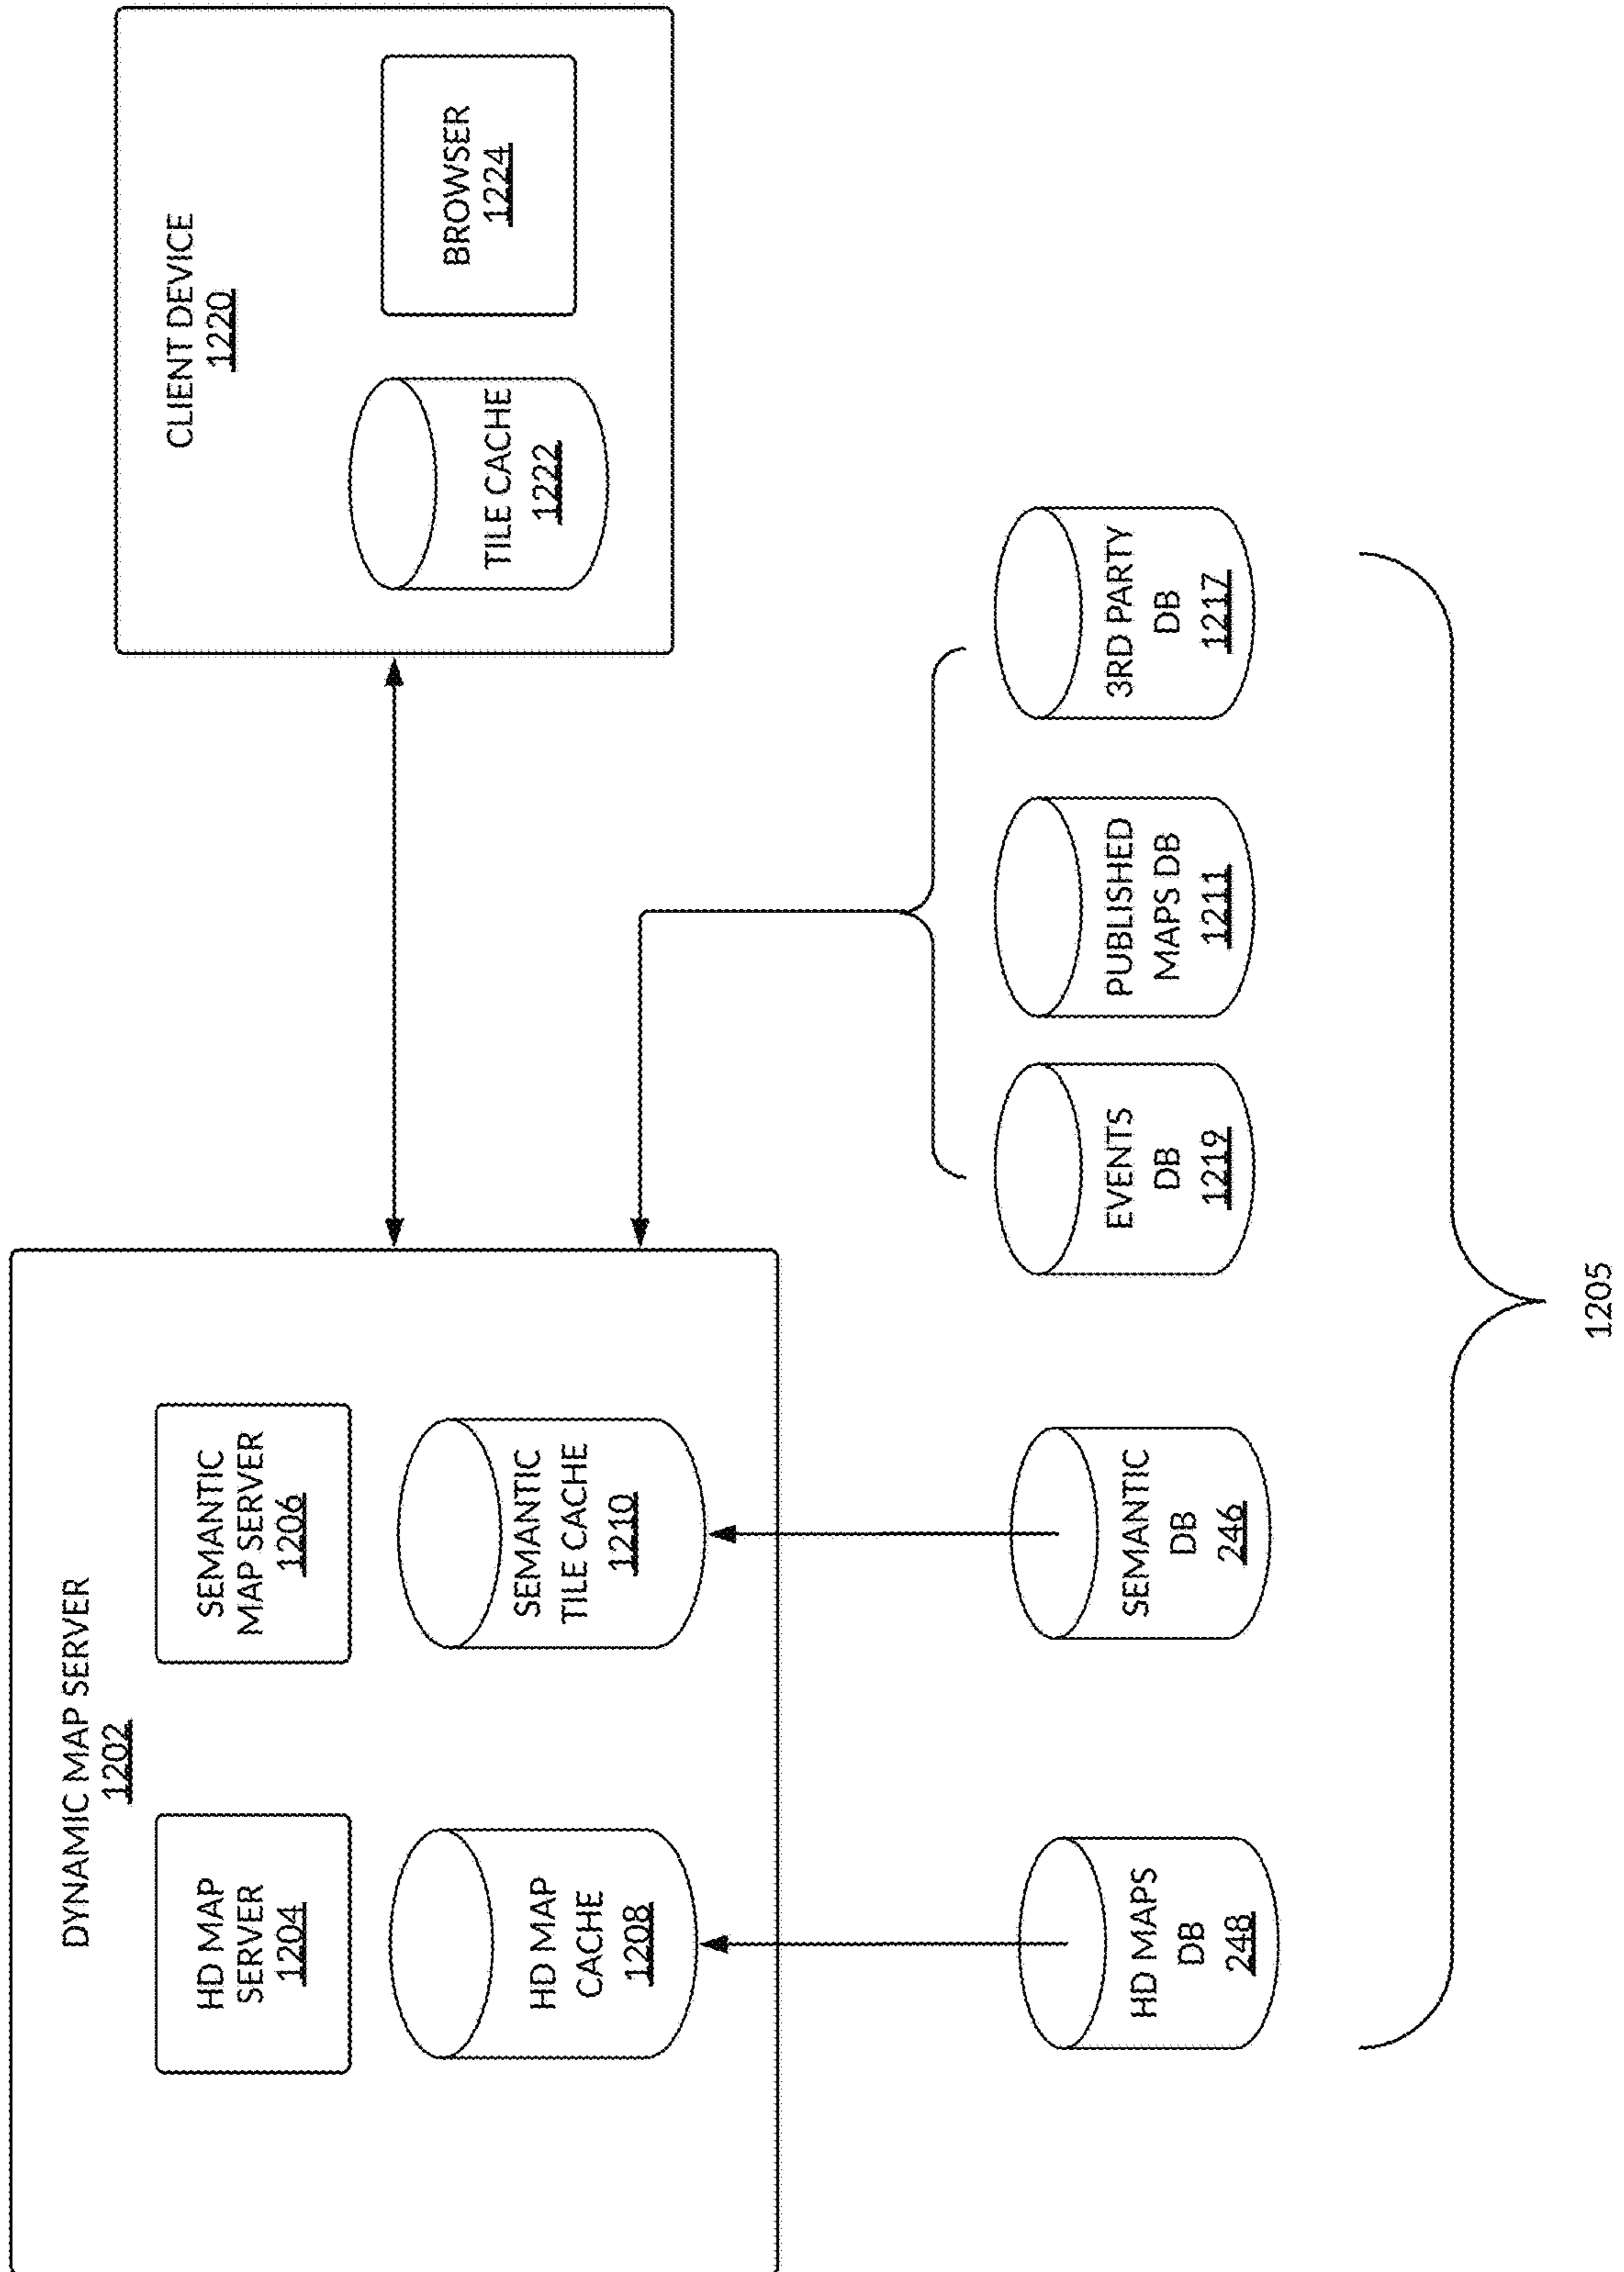 DYNAMIC MAP SERVER
1202
HD MAP
SERVER
1204
SEMANTIC
MAP SERVER
1206
HD MAP
CACHE
1208
SEMANTIC
TILE CACHE
1210
CLIENT DEVICE
1220
TILE CACHE
1222
BROWSER
1224
HD MAPS
DB
248
SEMANTIC
DB
246
EVENTS
DB
1219
PUBLISHED
MAPS DB
1211
3RD PARTY
DB
1217
1205